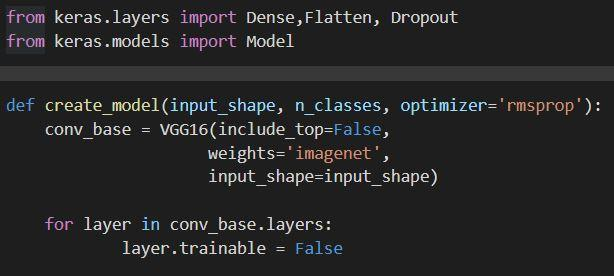 from keras.layers import Dense,Flatten, Dropout
from keras.models import Model
def create_model(input_shape, n_classes, optimizer='rmsprop'):
    conv_base = VGG16(include_top=False,
                    weights='imagenet',
                    input_shape=input_shape)
    for layer in conv_base.layers:
            layer.trainable = False